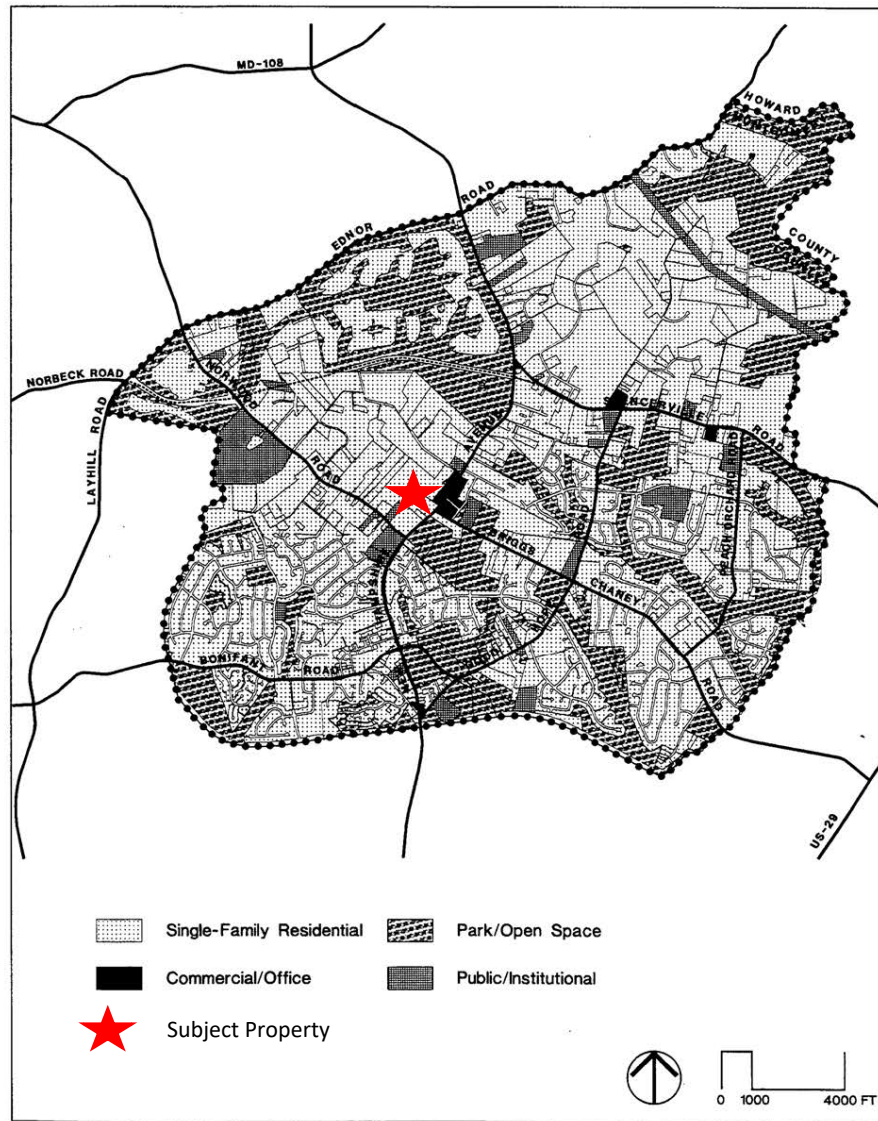 MD-108
HOWARD
MONTGOMERY
COUNTY
EDNOR
ROAD
NORBECK ROAD
LAYHILL ROAD
NORWOOD
ROAD
AVENUE
SPENCERVILLE
ROAD
ROAD
BRIGGS
CHANEY
ROAD
BONIFANT
ROAD
US-29
Single-Family Residential
Park/Open Space
Commercial/Office
Public/Institutional
Subject Property
0 1000 4000 FT